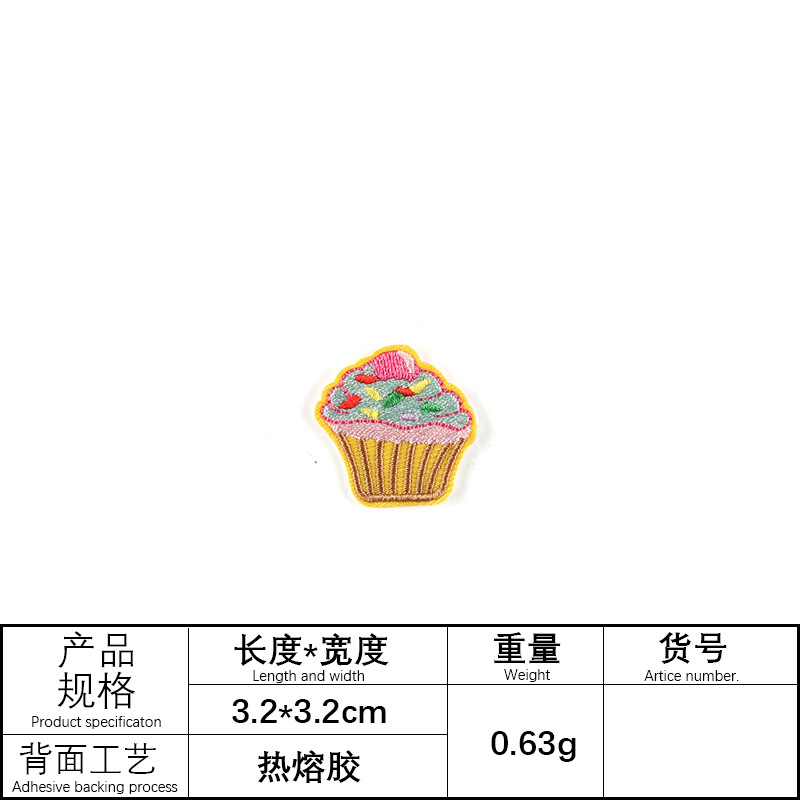 产品
规格
Product specificaton
长度*宽度
Length and width
重量
Weight
货号
Artice number.
3.2*3.2cm
0.63g
背面工艺
Adhesive backing process
热熔胶